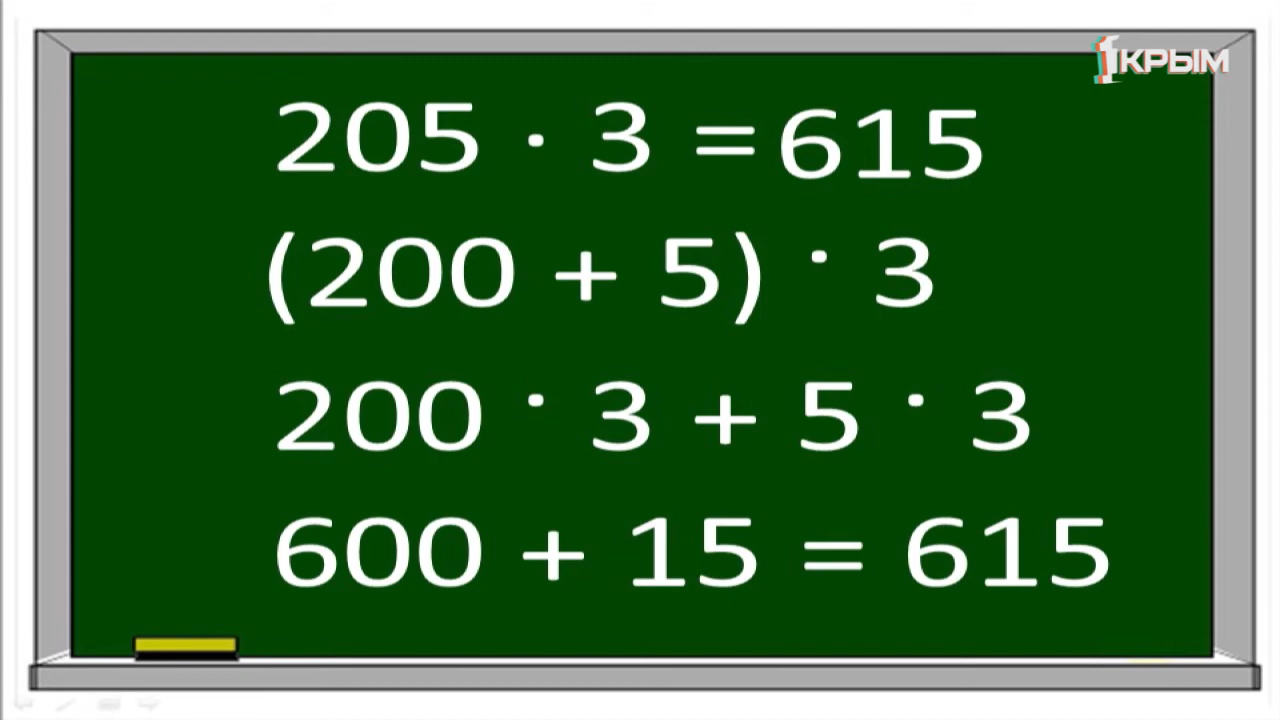 1КРЫМ
205 · 3 = 615
(200 + 5) · 3
200 · 3 + 5 · 3
600 + 15 = 615